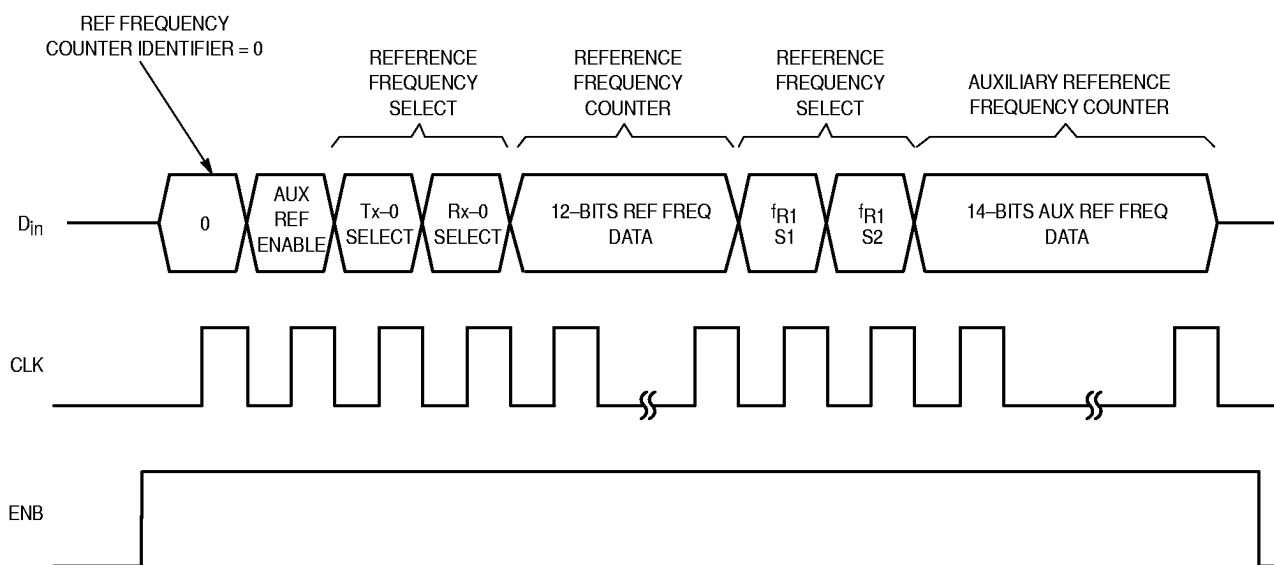 REF FREQUENCY
COUNTER IDENTIFIER = 0
REFERENCE
FREQUENCY
SELECT
REFERENCE
FREQUENCY
COUNTER
REFERENCE
FREQUENCY
SELECT
AUXILIARY REFERENCE
FREQUENCY COUNTER
Din
0
AUX
REF
ENABLE
Tx–0
SELECT
Rx–0
SELECT
12–BITS REF FREQ
DATA
fR1
S1
fR1
S2
14–BITS AUX REF FREQ
DATA
CLK
ENB